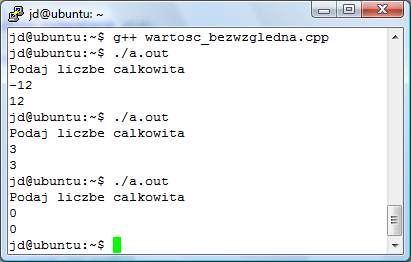 jd@ubuntu: ~
jd@ubuntu:~$ g++ wartosc_bezwzgledna.cpp
jd@ubuntu:~$ ./a.out
Podaj liczbe calkowita
-12
12
jd@ubuntu:~$ ./a.out
Podaj liczbe calkowita
3
3
jd@ubuntu:~$ ./a.out
Podaj liczbe calkowita
0
0
jd@ubuntu:~$